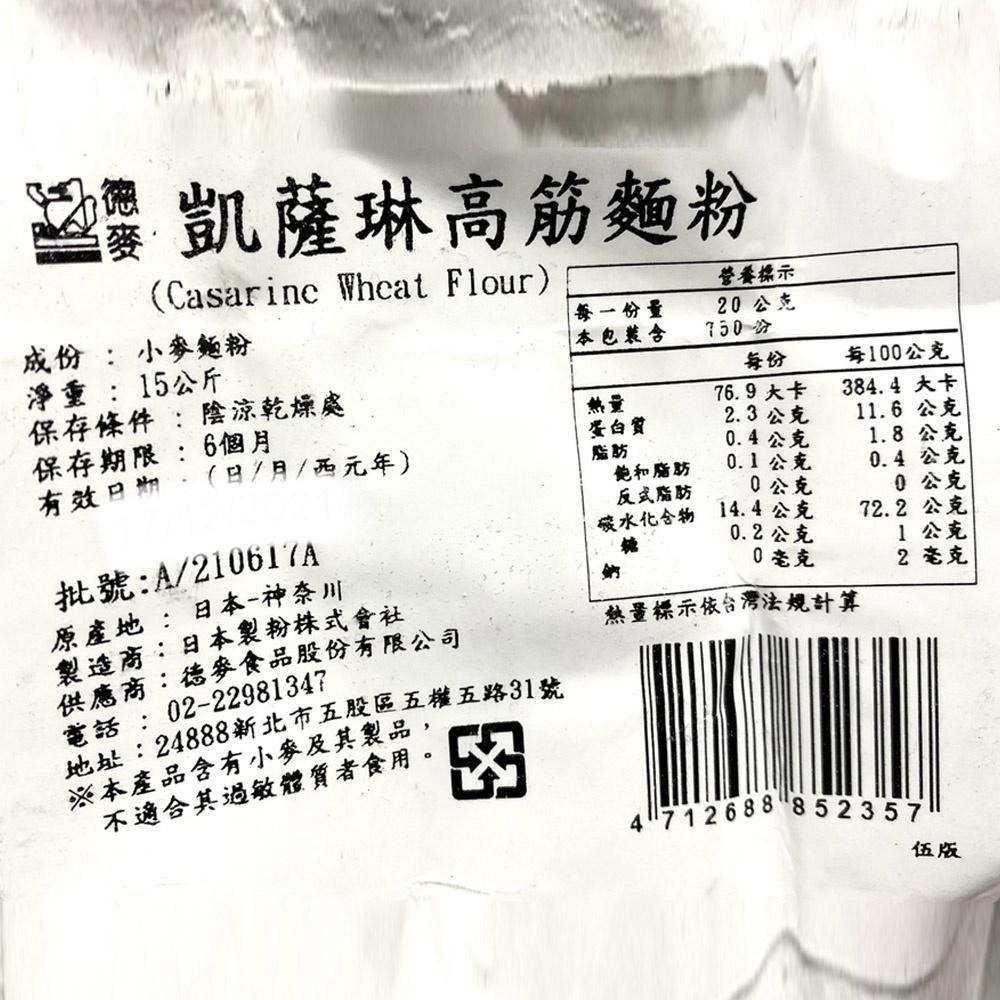 德麥
凱薩琳高筋麵粉
(Casarine Wheat Flour)
成份 : 小麥麵粉
淨重 : 15公斤
保存條件 : 陰涼乾燥處
保存期限 : 6個月
有效日期 : (日/月/西元年)
批號:A/210617A
原產地 : 日本-神奈川
製造商 : 日本製粉株式會社
供應商 : 德麥食品股份有限公司
電話 : 02-22981347
地址 : 24888新北市五股區五權五路31號
※本產品含有小麥及其製品,
不適合其過敏體質者食用。
營養標示
每一份量 20 公克
本包裝含 750 份
每份 每100公克
熱量 76.9 大卡 384.4 大卡
蛋白質 2.3 公克 11.6 公克
脂肪 0.4 公克 1.8 公克
飽和脂肪 0.1 公克 0.4 公克
反式脂肪 0 公克 0 公克
碳水化合物 14.4 公克 72.2 公克
糖 0.2 公克 1 公克
鈉 0 毫克 2 毫克
熱量標示依台灣法規計算
4 712688 852357
伍版